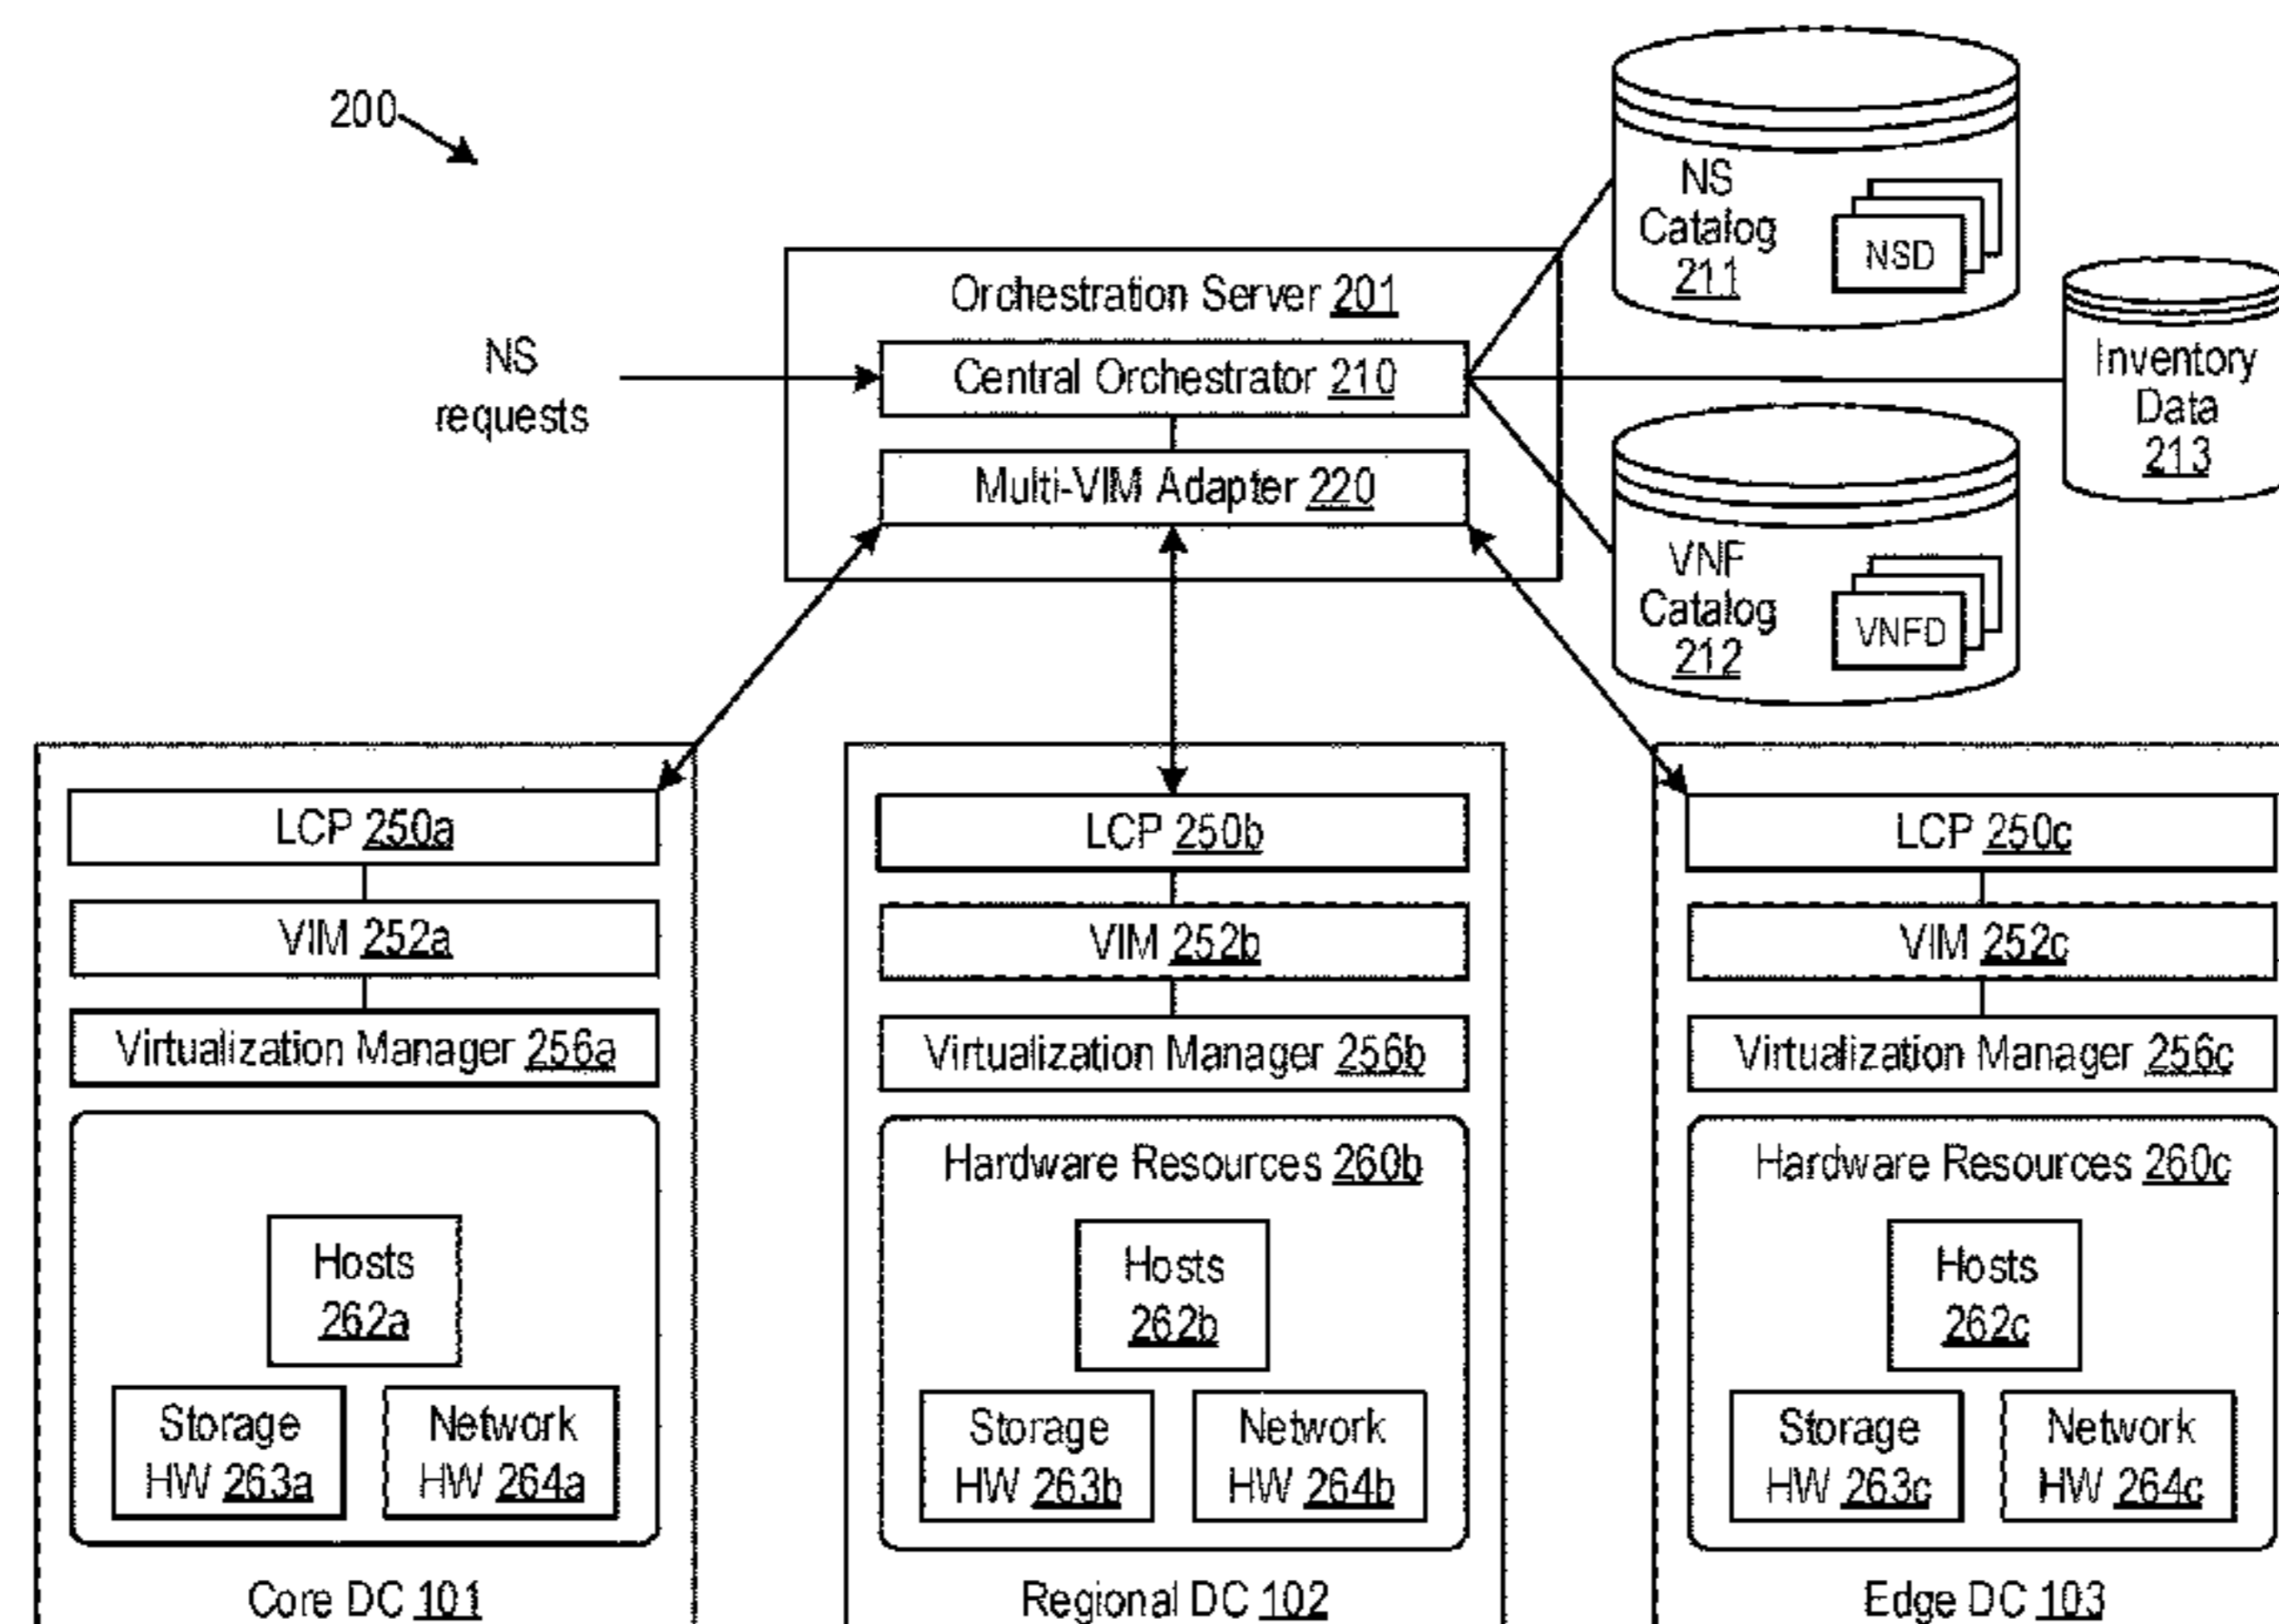 200
NS
Catalog
211
NSD
Orchestration Server 201
NS
requests
Central Orchestrator 210
Inventory
Data
213
Multi-VIM Adapter 220
VNF
Catalog
212
VNFD
LCP 250a
VIM 252a
Virtualization Manager 256a
Hosts
262a
Storage
HW 263a
Network
HW 264a
Core DC 101
LCP 250b
VIM 252b
Virtualization Manager 256b
Hardware Resources 260b
Hosts
262b
Storage
HW 263b
Network
HW 264b
Regional DC 102
LCP 250c
VIM 252c
Virtualization Manager 256c
Hardware Resources 260c
Hosts
262c
Storage
HW 263c
Network
HW 264c
Edge DC 103